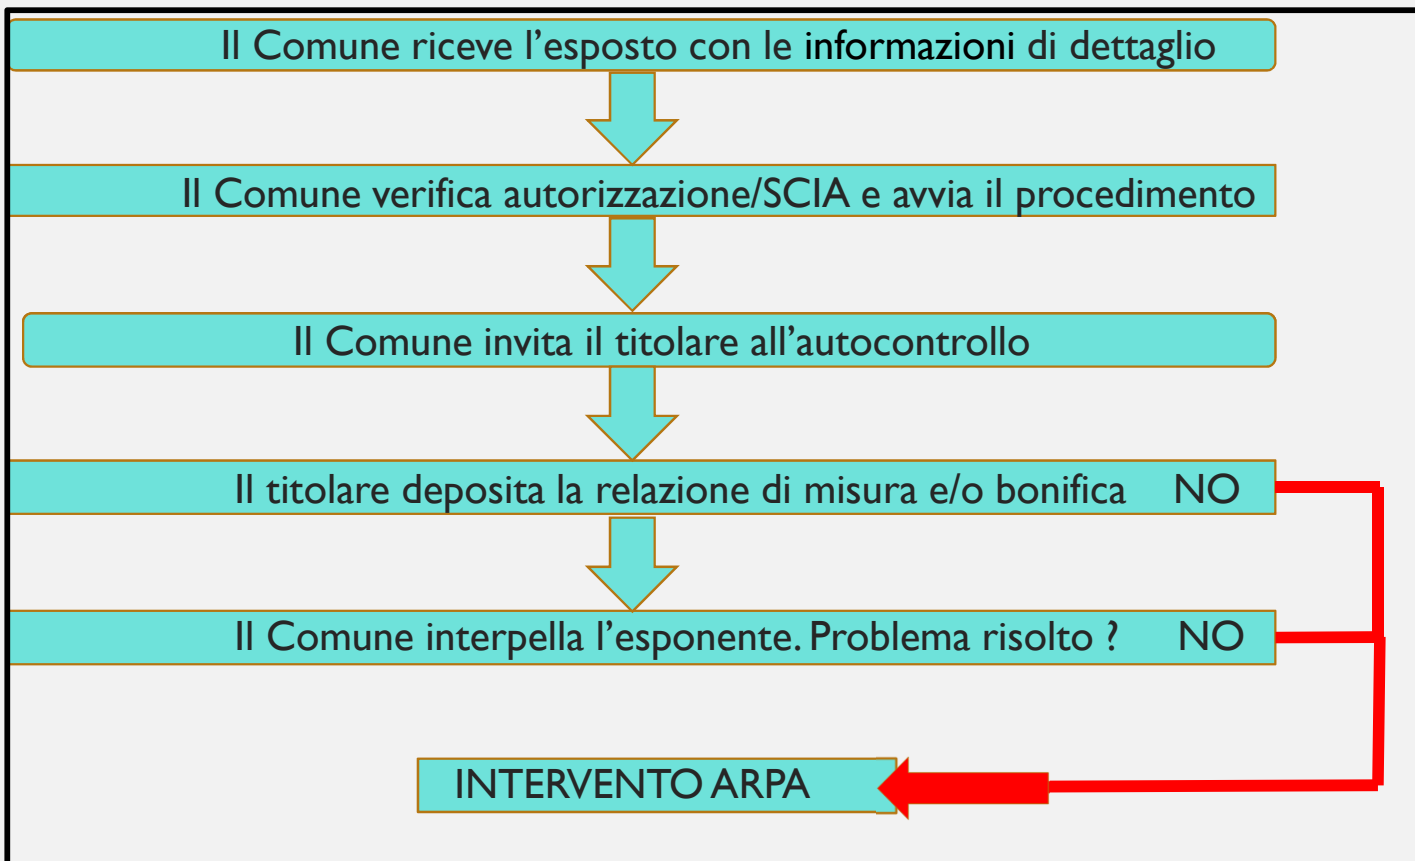 Il Comune riceve l’esposto con le informazioni di dettaglio
Il Comune verifica autorizzazione/SCIA e avvia il procedimento
Il Comune invita il titolare all’autocontrollo
Il titolare deposita la relazione di misura e/o bonifica NO
Il Comune interpella l’esponente. Problema risolto ? NO
INTERVENTO ARPA